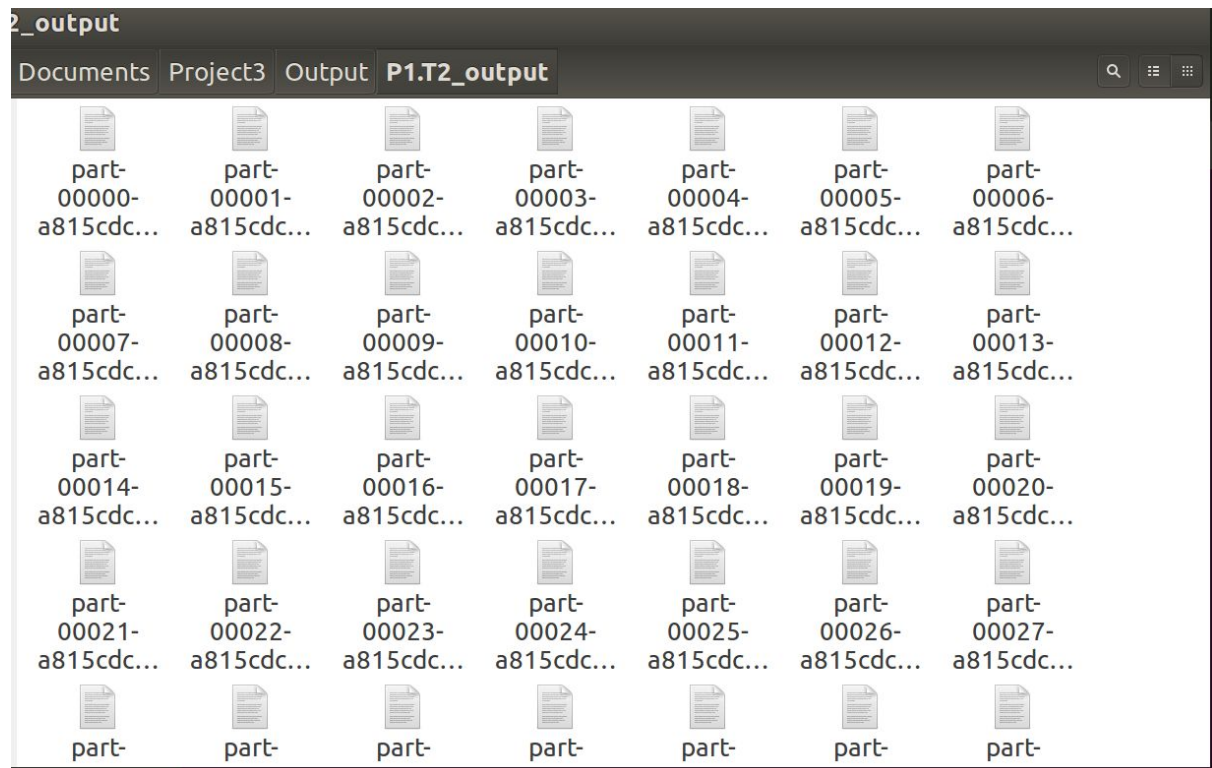 2_output
Documents Project3 Output P1.T2_output
part- part- part- part- part- part- part-
00000- 00001- 00002- 00003- 00004- 00005- 00006-
a815cdc... a815cdc... a815cdc... a815cdc... a815cdc... a815cdc... a815cdc...
part- part- part- part- part- part- part-
00007- 00008- 00009- 00010- 00011- 00012- 00013-
a815cdc... a815cdc... a815cdc... a815cdc... a815cdc... a815cdc... a815cdc...
part- part- part- part- part- part- part-
00014- 00015- 00016- 00017- 00018- 00019- 00020-
a815cdc... a815cdc... a815cdc... a815cdc... a815cdc... a815cdc... a815cdc...
part- part- part- part- part- part- part-
00021- 00022- 00023- 00024- 00025- 00026- 00027-
a815cdc... a815cdc... a815cdc... a815cdc... a815cdc... a815cdc... a815cdc...
part- part- part- part- part- part- part-